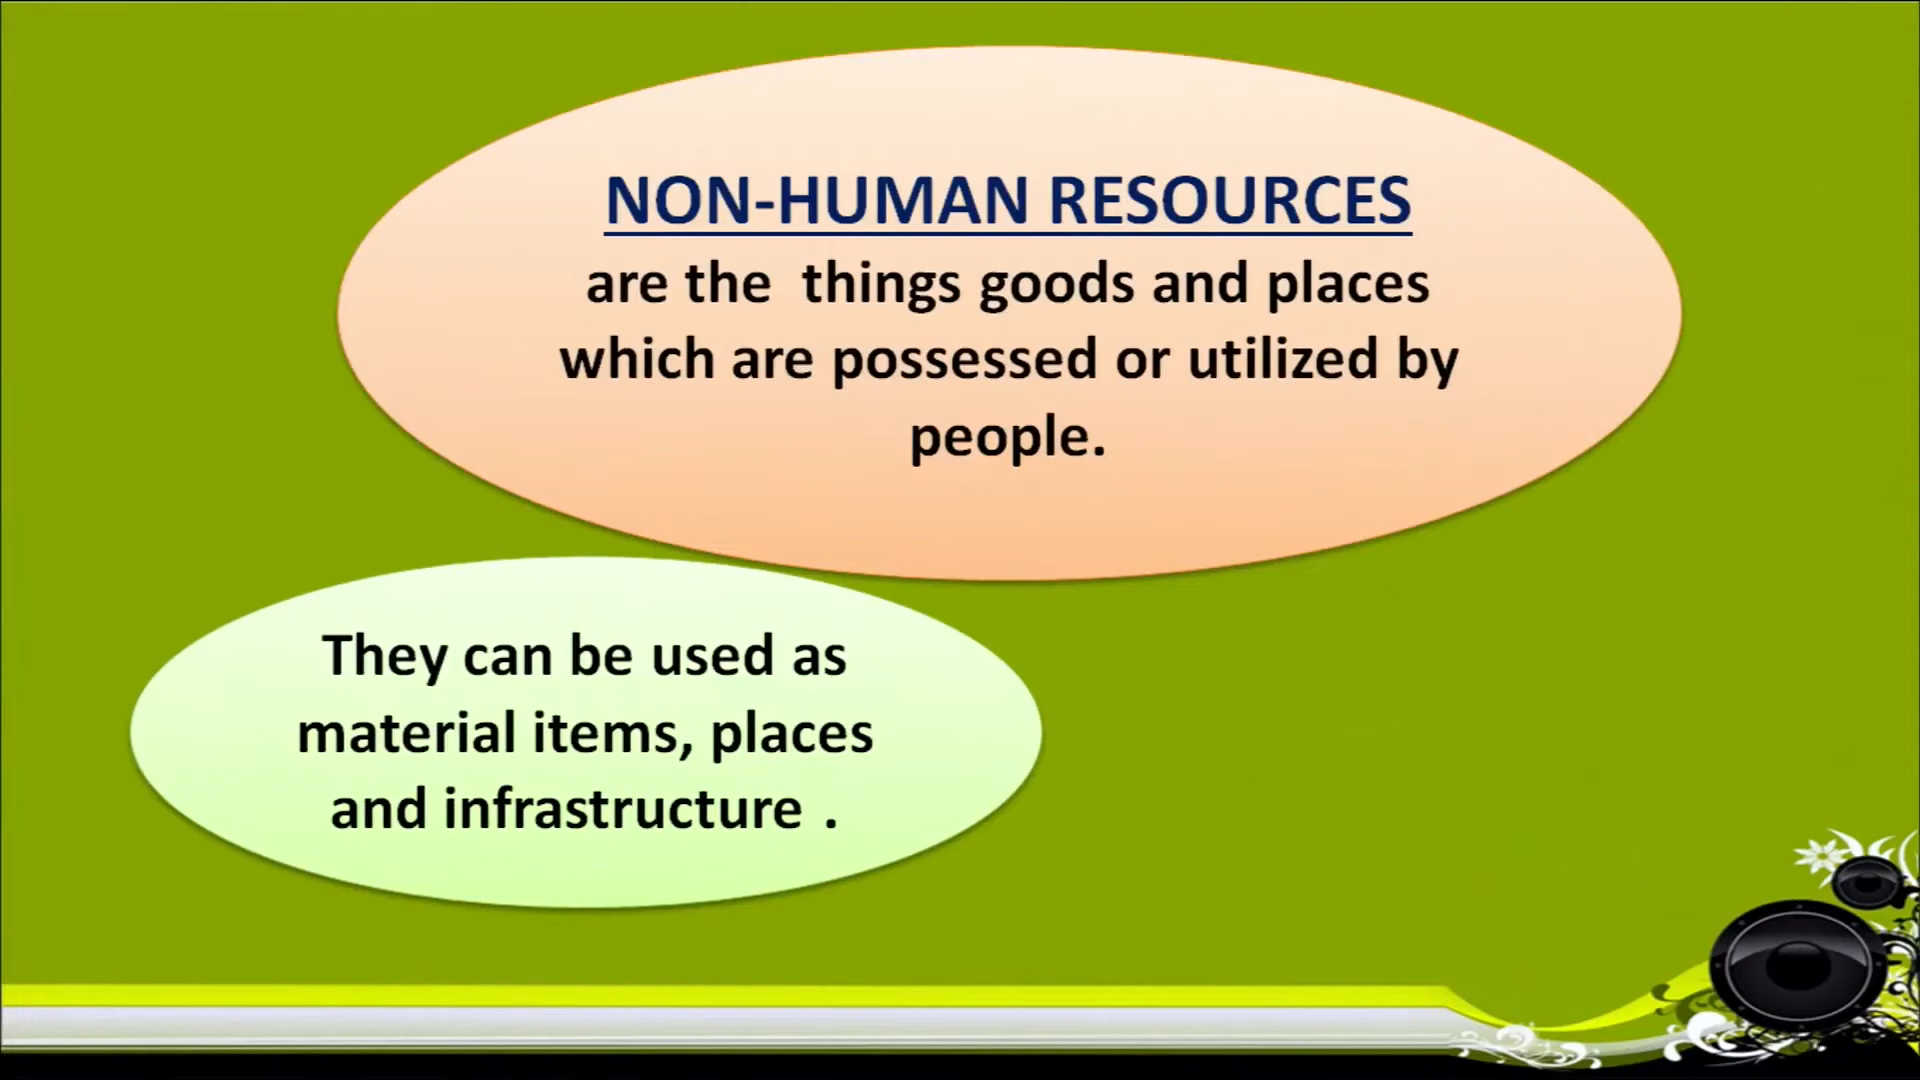 NON-HUMAN RESOURCES
are the things goods and places
which are possessed or utilized by
people.
They can be used as
material items, places
and infrastructure .